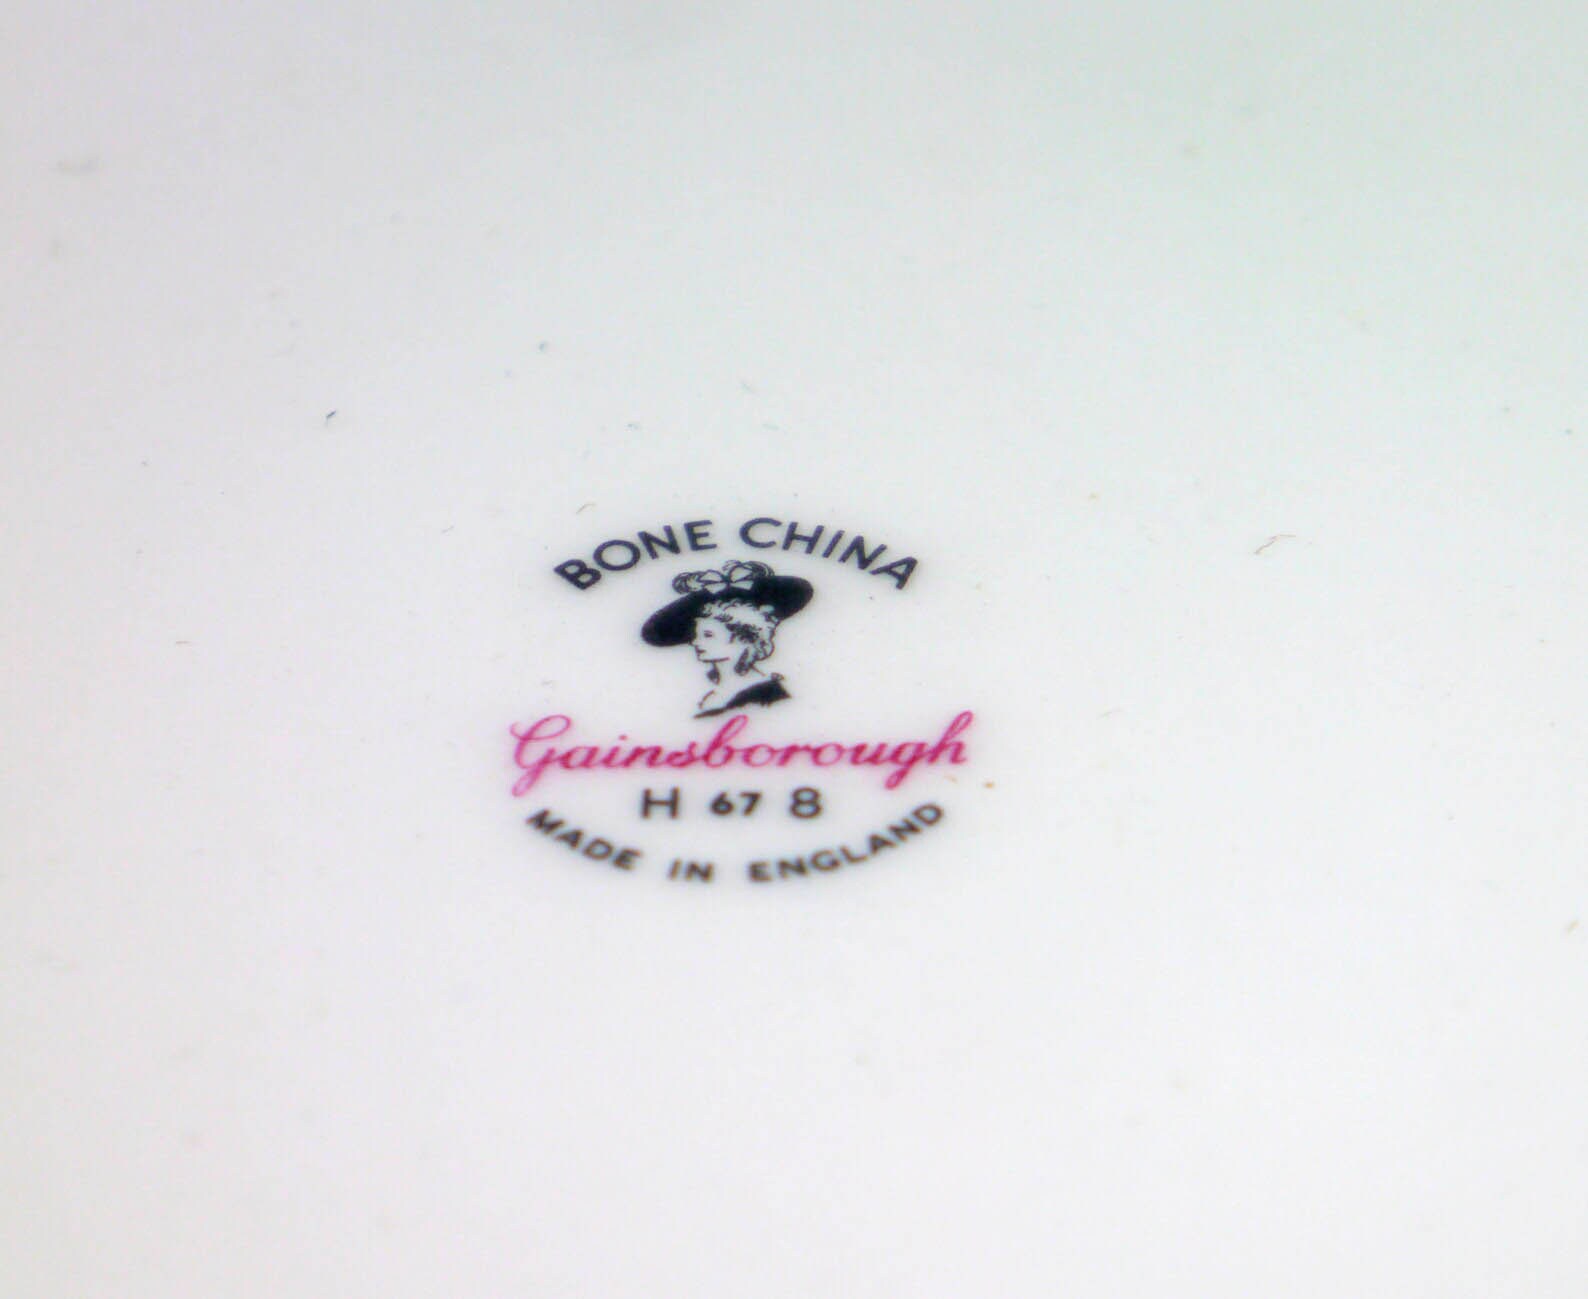 BONE CHINA
Gainsborough
H 67 8
MADE IN ENGLAND